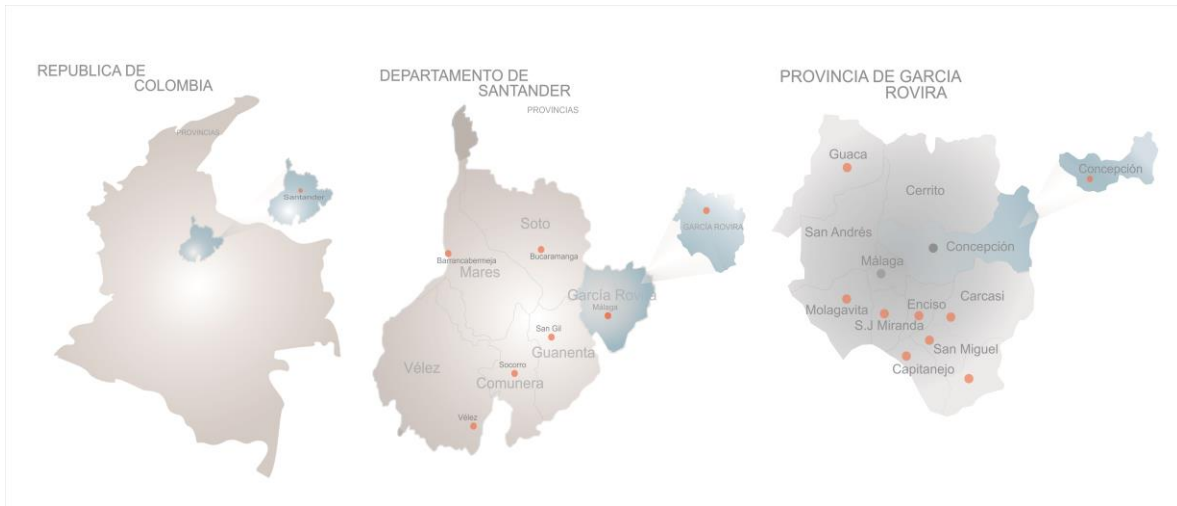 REPUBLICA DE
COLOMBIA
PROVINCIAS
Santander
DEPARTAMENTO DE
SANTANDER
PROVINCIAS
Soto
Barrancabermeja
Bucaramanga
Mares
García Rovira
Málaga
San Gil
Guanenta
Vélez
Socorro
Comunera
Vélez
GARCÍA ROVIRA
PROVINCIA DE GARCIA
ROVIRA
Guaca
Cerrito
Concepción
San Andrés
Concepción
Málaga
Carcasi
Enciso
Molagavita
S.J Miranda
San Miguel
Capitanejo